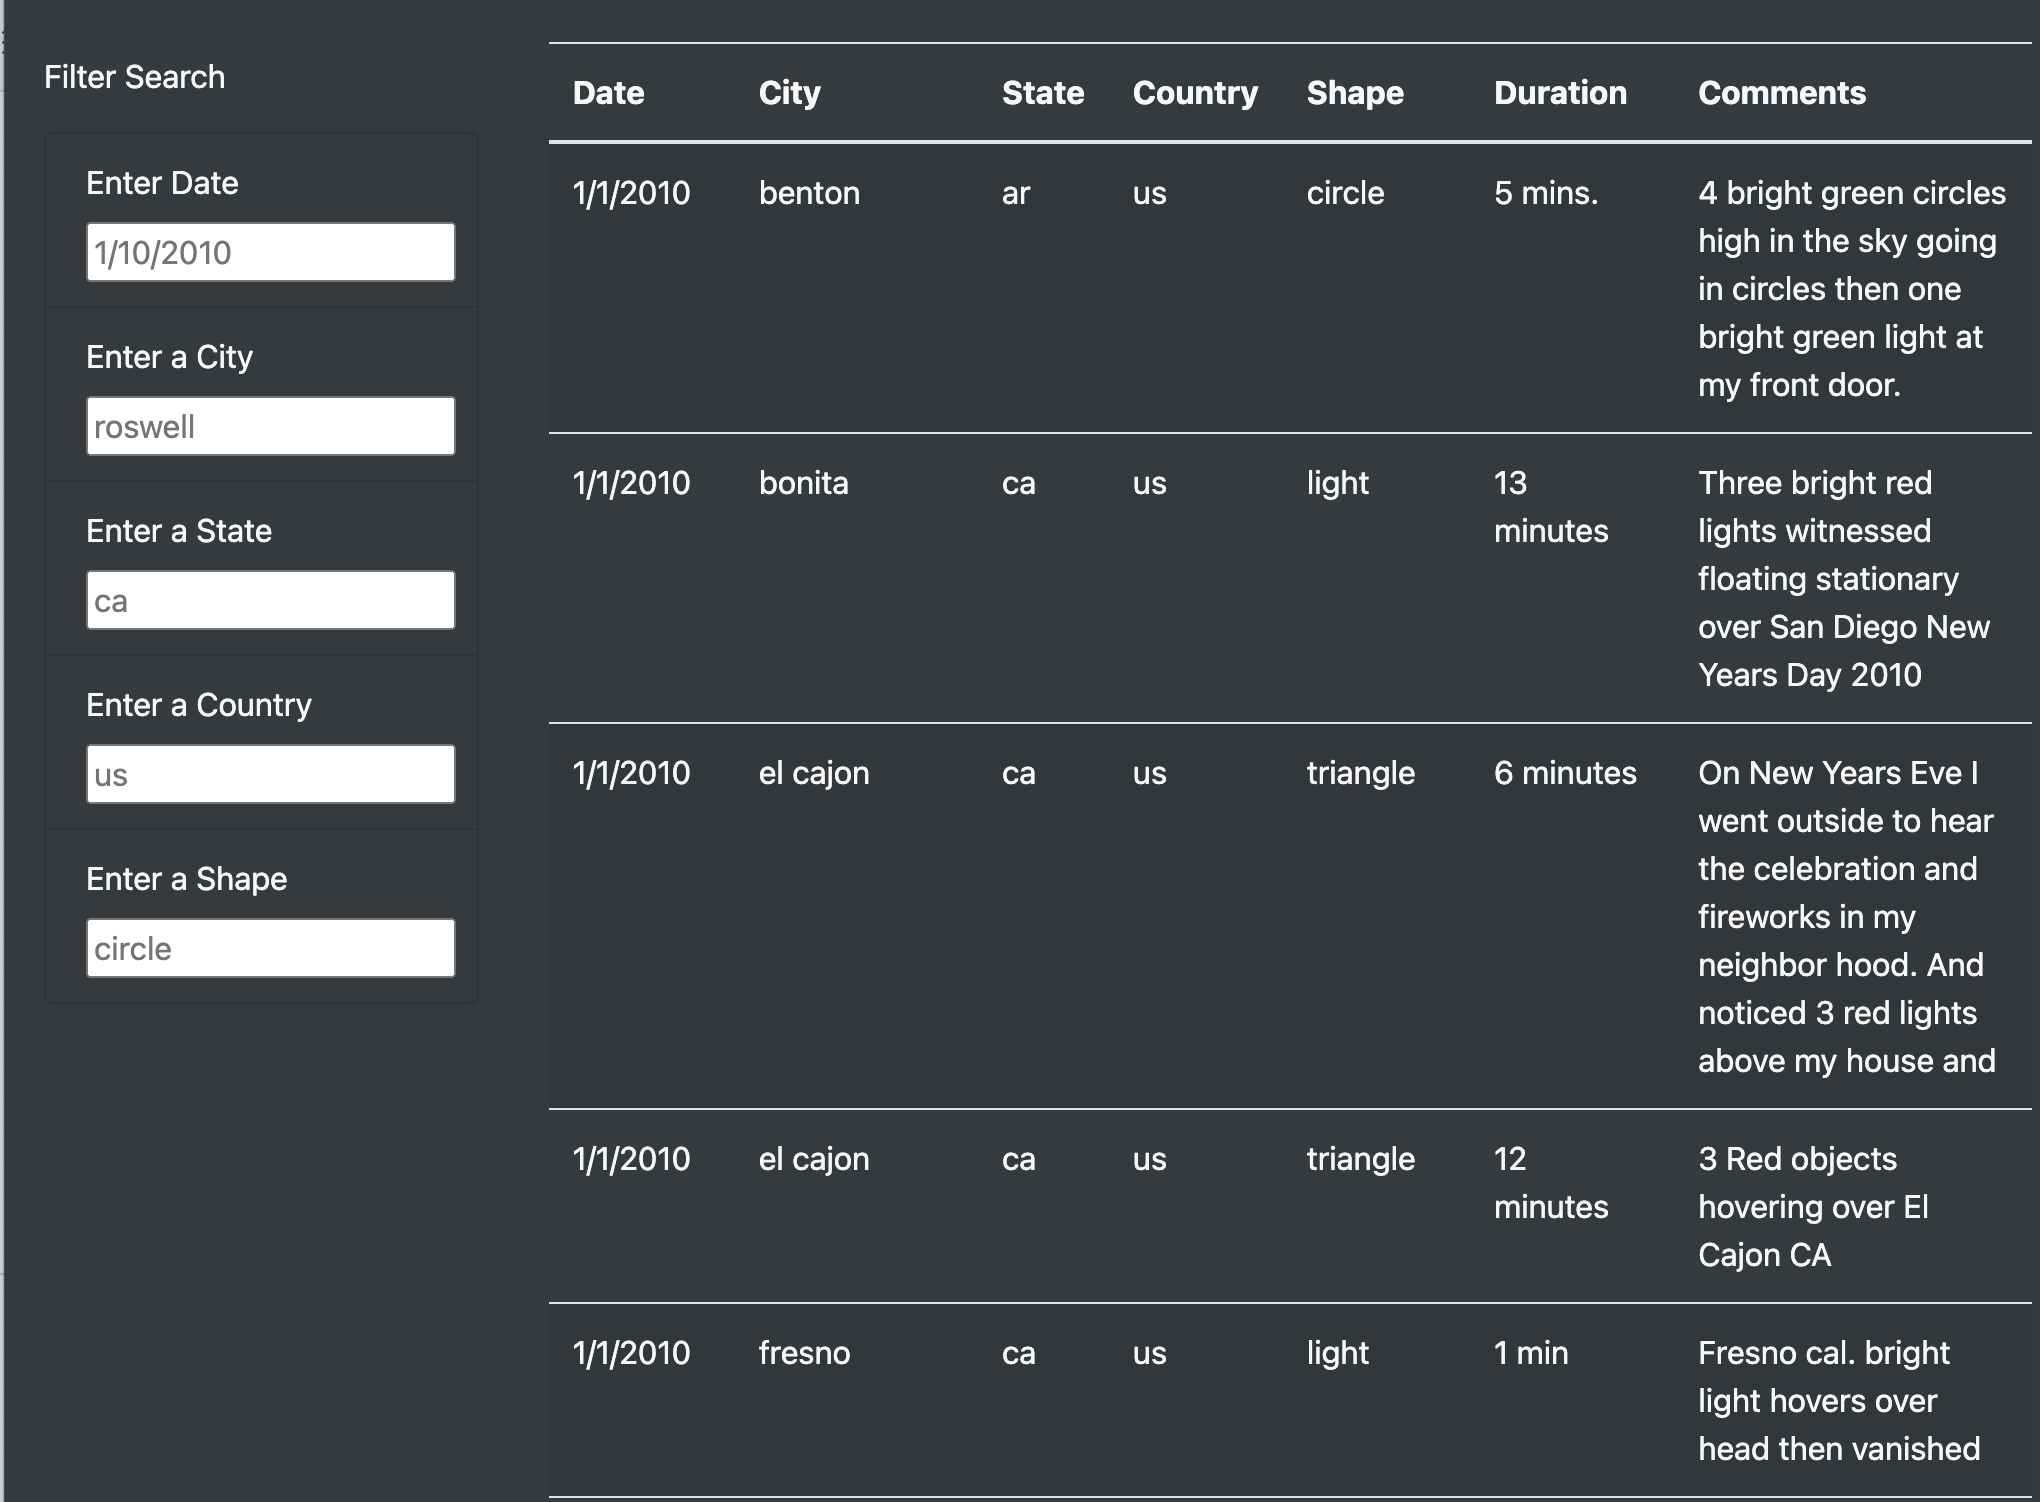 Filter Search
Enter Date
1/10/2010
Enter a City
roswell
Enter a State
ca
Enter a Country
us
Enter a Shape
circle
Date City State Country Shape Duration Comments
1/1/2010 benton ar us circle 5 mins. 4 bright green circles
high in the sky going
in circles then one
bright green light at
my front door.
1/1/2010 bonita ca us light 13 Three bright red
minutes lights witnessed
floating stationary
over San Diego New
Years Day 2010
1/1/2010 el cajon ca us triangle 6 minutes On New Years Eve I
went outside to hear
the celebration and
fireworks in my
neighbor hood. And
noticed 3 red lights
above my house and
1/1/2010 el cajon ca us triangle 12 3 Red objects
minutes hovering over El
Cajon CA
1/1/2010 fresno ca us light 1 min Fresno cal. bright
light hovers over
head then vanished